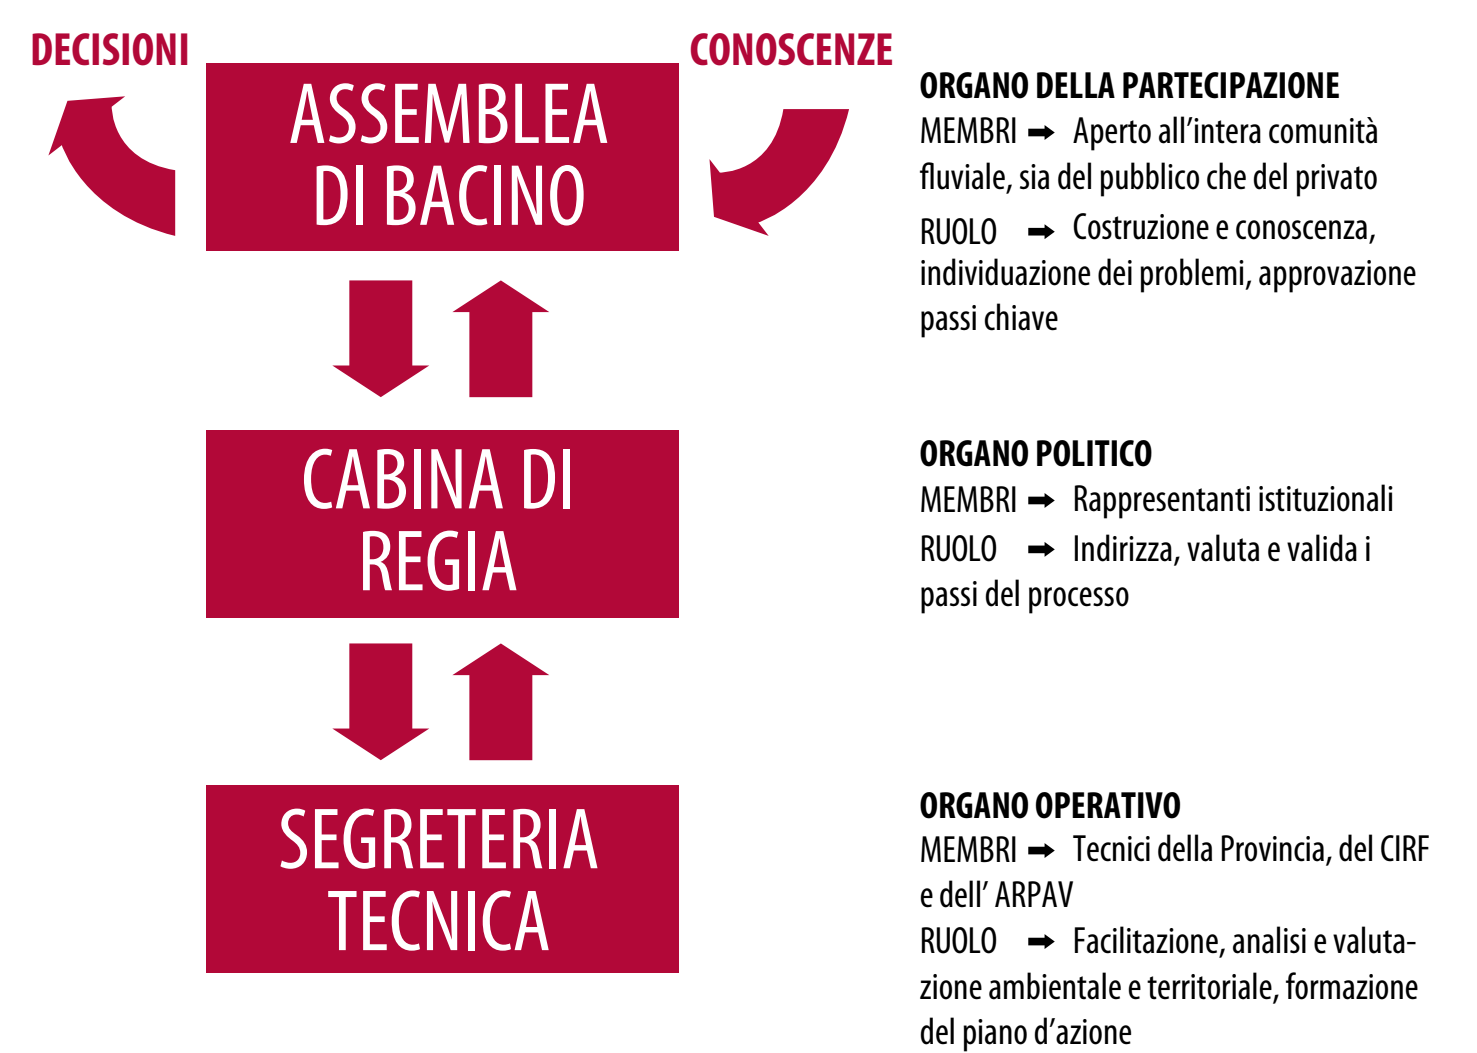 DECISIONI
CONOSCENZE
ASSEMBLEA
DI BACINO
ORGANO DELLA PARTECIPAZIONE
MEMBRI ➡ Aperto all’intera comunità
fluviale, sia del pubblico che del privato
RUOLO ➡ Costruzione e conoscenza,
individuazione dei problemi, approvazione
passi chiave
CABINA DI
REGIA
ORGANO POLITICO
MEMBRI ➡ Rappresentanti istituzionali
RUOLO ➡ Indirizza, valuta e valida i
passi del processo
SEGRETERIA
TECNICA
ORGANO OPERATIVO
MEMBRI ➡ Tecnici della Provincia, del CIRF
e dell’ ARPAV
RUOLO ➡ Facilitazione, analisi e valuta-
zione ambientale e territoriale, formazione
del piano d’azione